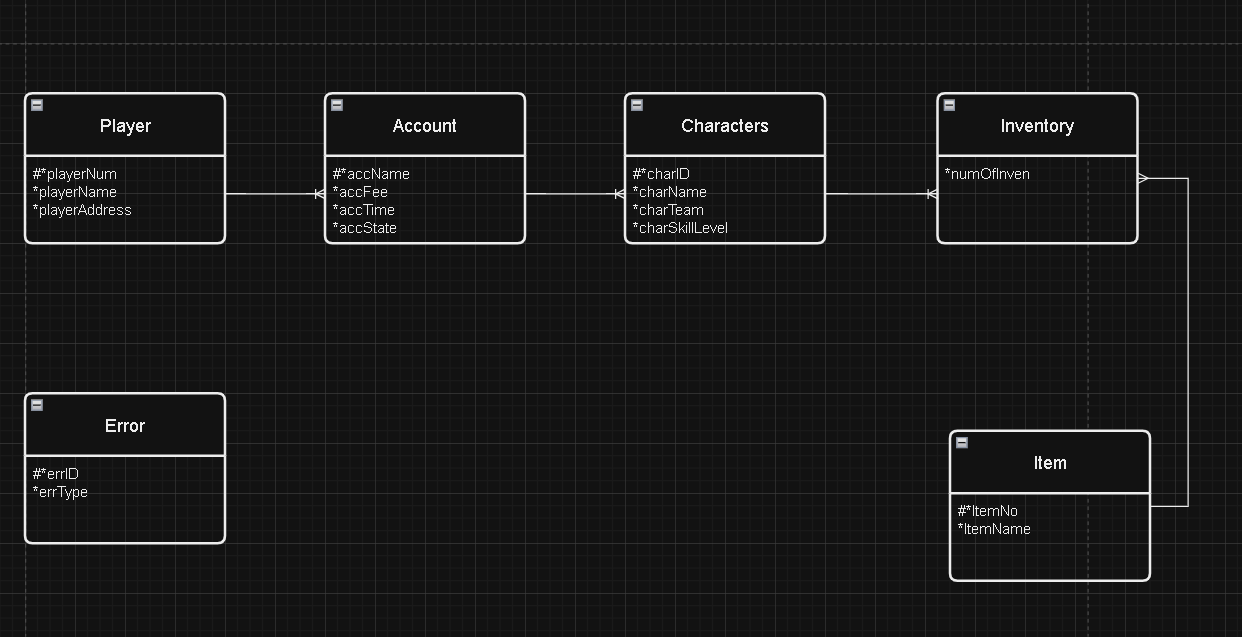 Player
#*playerNum
*playerName
*playerAddress
Account
#*accName
*accFee
*accTime
*accState
Characters
#*charID
*charName
*charTeam
*charSkillLevel
Inventory
*numOfInven
Error
#*errID
*errType
Item
#*ItemNo
*ItemName